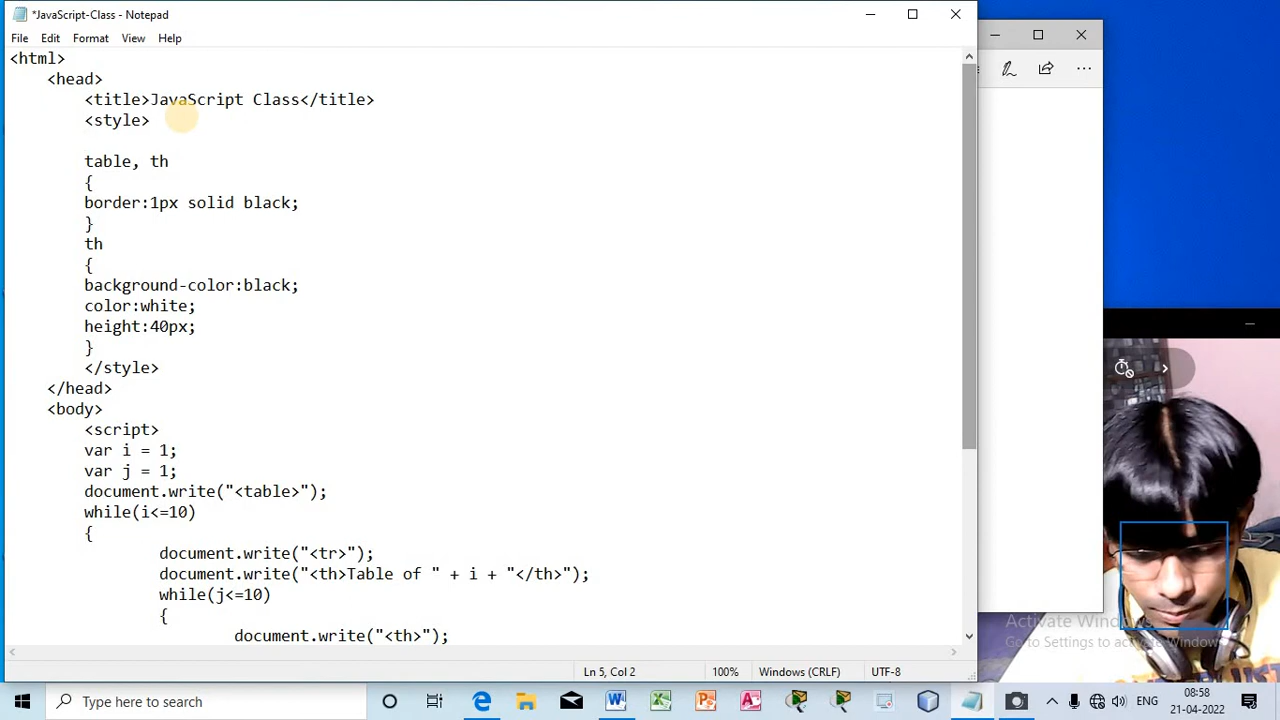 *JavaScript-Class - Notepad
File Edit Format View Help
<html>
<head>
<title>JavaScript Class</title>
<style>
table, th
{
border:1px solid black;
}
th
{
background-color:black;
color:white;
height:40px;
}
</style>
</head>
<body>
<script>
var i = 1;
var j = 1;
document.write("<table>");
while(i<=10)
{
document.write("<tr>");
document.write("<th>Table of " + i + "</th>");
while(j<=10)
{
document.write("<th>");
Ln 5, Col 2 100% Windows (CRLF) UTF-8
Activate Windows
Go to Settings to activate Windows
Type here to search
ENG
08:58
21-04-2022